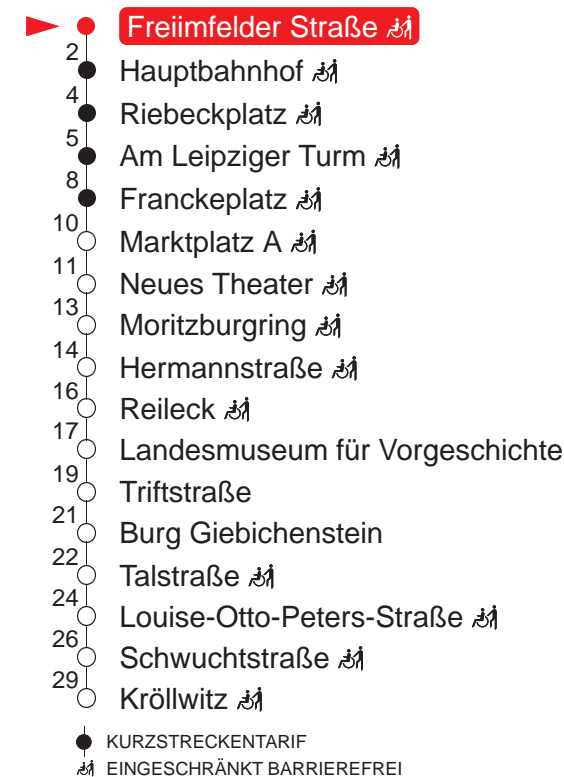 Freiimfelder Straße
2
Hauptbahnhof
4
Riebeckplatz
5
Am Leipziger Turm
8
Franckeplatz
10
Marktplatz A
11
Neues Theater
13
Moritzburgring
14
Hermannstraße
16
Reileck
17
Landesmuseum für Vorgeschichte
19
Triftstraße
21
Burg Giebichenstein
22
Talstraße
24
Louise-Otto-Peters-Straße
26
Schwuchtstraße
29
Kröllwitz
KURZSTRECKENTARIF
EINGESCHRÄNKT BARRIEREFREI